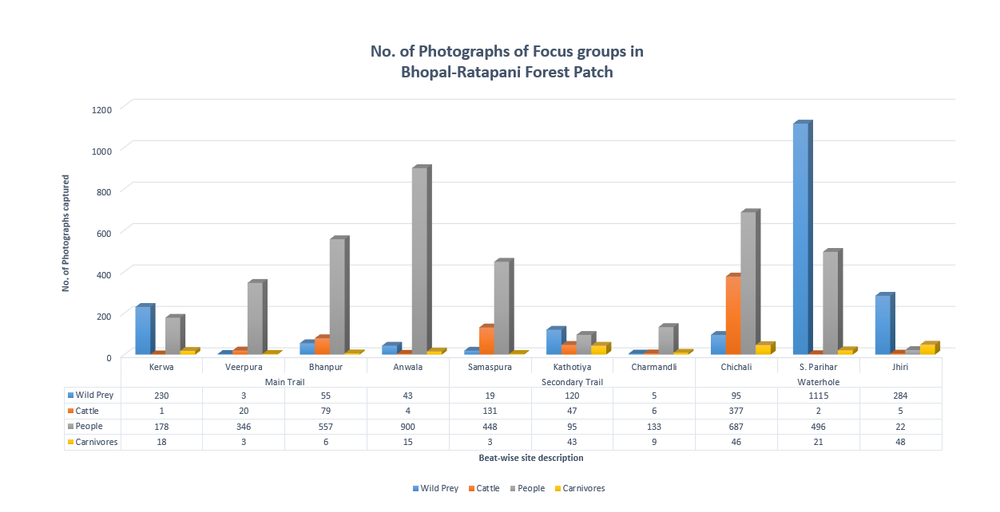 No. of Photographs of Focus groups in
Bhopal-Ratapani Forest Patch
No. of Photographs captured
1200
1000
800
600
400
200
0
Kerwa Veerpura Bhanpur Anwala Samaspura Kathotiya Charmandli Chichali S. Parihar Jhiri
Main Trail Secondary Trail Waterhole
Wild Prey 230 3 55 43 19 120 5 95 1115 284
Cattle 1 20 79 4 131 47 6 377 2 5
People 178 346 557 900 448 95 133 687 496 22
Carnivores 18 3 6 15 3 43 9 46 21 48
Beat-wise site description
Wild Prey Cattle People Carnivores